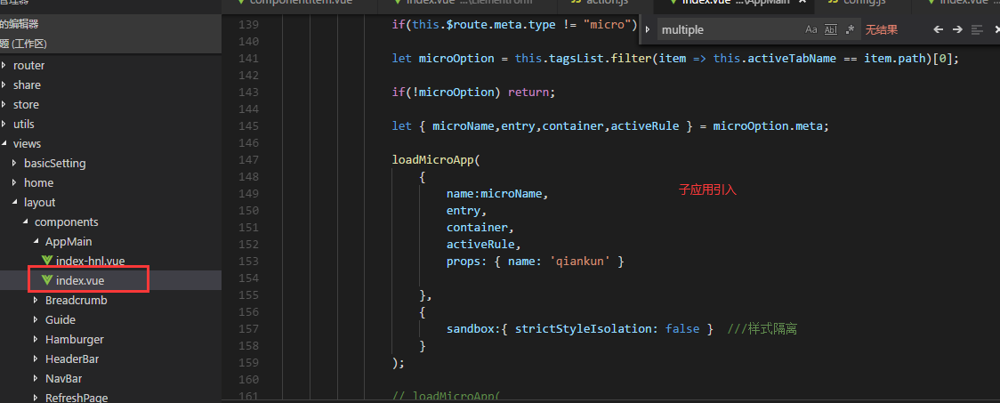 管理器
componentItem.vue
index.vue ...\elementform
action.js
index.vue ...\AppMain
config.js
index.vue
的编辑器
题 (工作区)
router
share
store
utils
views
basicSetting
home
layout
components
AppMain
index-hnl.vue
index.vue
Breadcrumb
Guide
Hamburger
HeaderBar
NavBar
RefreshPage
multiple
Aa Abl .*
无结果
139 if(this.$route.meta.type != "micro")
140
141 let microOption = this.tagsList.filter(item => this.activeTabName == item.path)[0];
142
143 if(!microOption) return;
144
145 let { microName,entry,container,activeRule } = microOption.meta;
146
147 loadMicroApp(
148 {
149 name:microName,
子应用引入
150 entry,
151 container,
152 activeRule,
153 props: { name: 'qiankun' }
154
155 },
156 {
157 sandbox:{ strictStyleIsolation: false } ///样式隔离
158 }
159 );
160
161 // loadMicroApp(